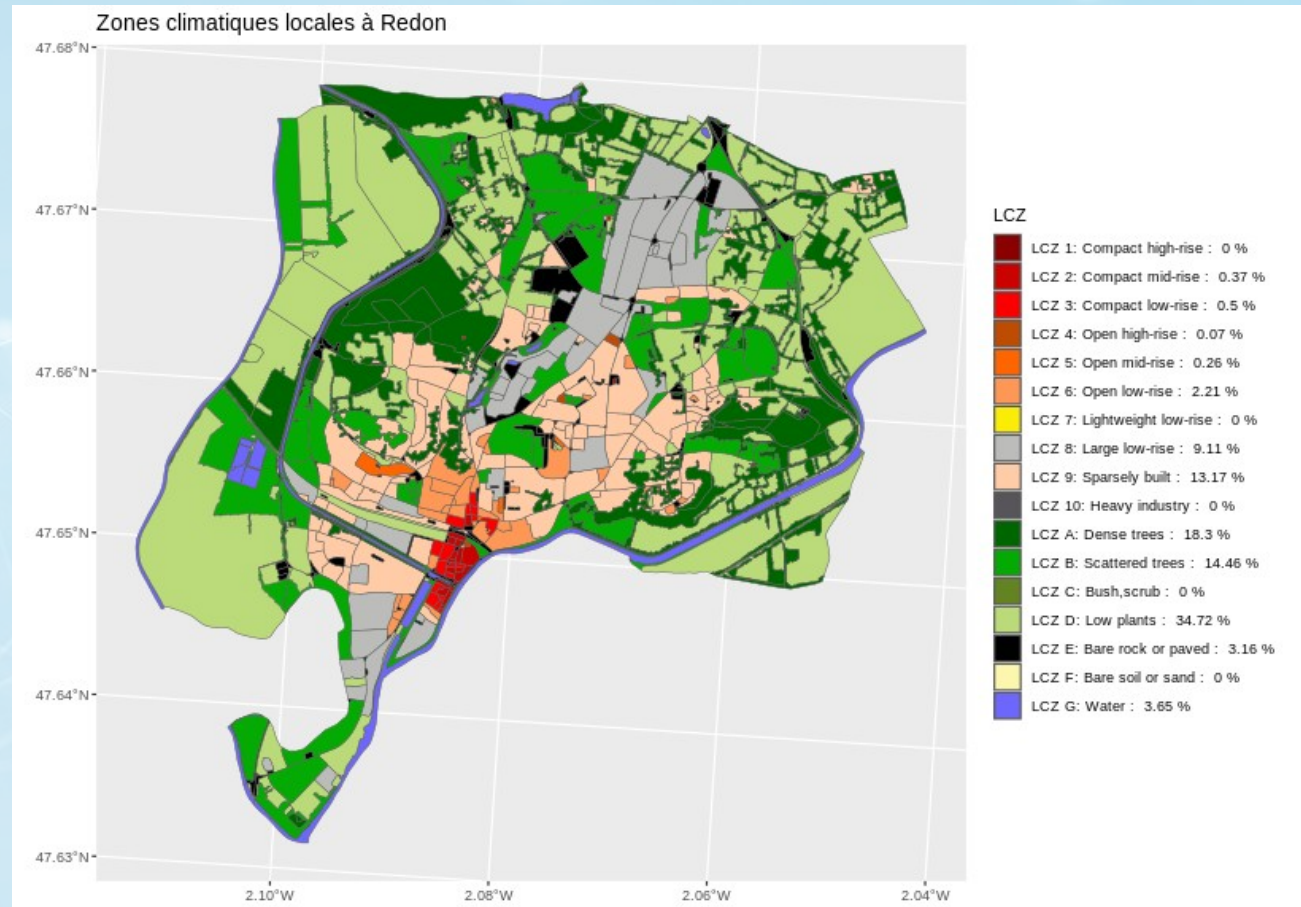 Zones climatiques locales à Redon
47.68°N
47.67°N
47.66°N
47.65°N
47.64°N
47.63°N
2.10°W
2.08°W
2.06°W
2.04°W
LCZ
LCZ 1: Compact high-rise : 0 %
LCZ 2: Compact mid-rise : 0.37 %
LCZ 3: Compact low-rise : 0.5 %
LCZ 4: Open high-rise : 0.07 %
LCZ 5: Open mid-rise : 0.26 %
LCZ 6: Open low-rise : 2.21 %
LCZ 7: Lightweight low-rise : 0 %
LCZ 8: Large low-rise : 9.11 %
LCZ 9: Sparsely built : 13.17 %
LCZ 10: Heavy industry : 0 %
LCZ A: Dense trees : 18.3 %
LCZ B: Scattered trees : 14.46 %
LCZ C: Bush,scrub : 0 %
LCZ D: Low plants : 34.72 %
LCZ E: Bare rock or paved : 3.16 %
LCZ F: Bare soil or sand : 0 %
LCZ G: Water : 3.65 %